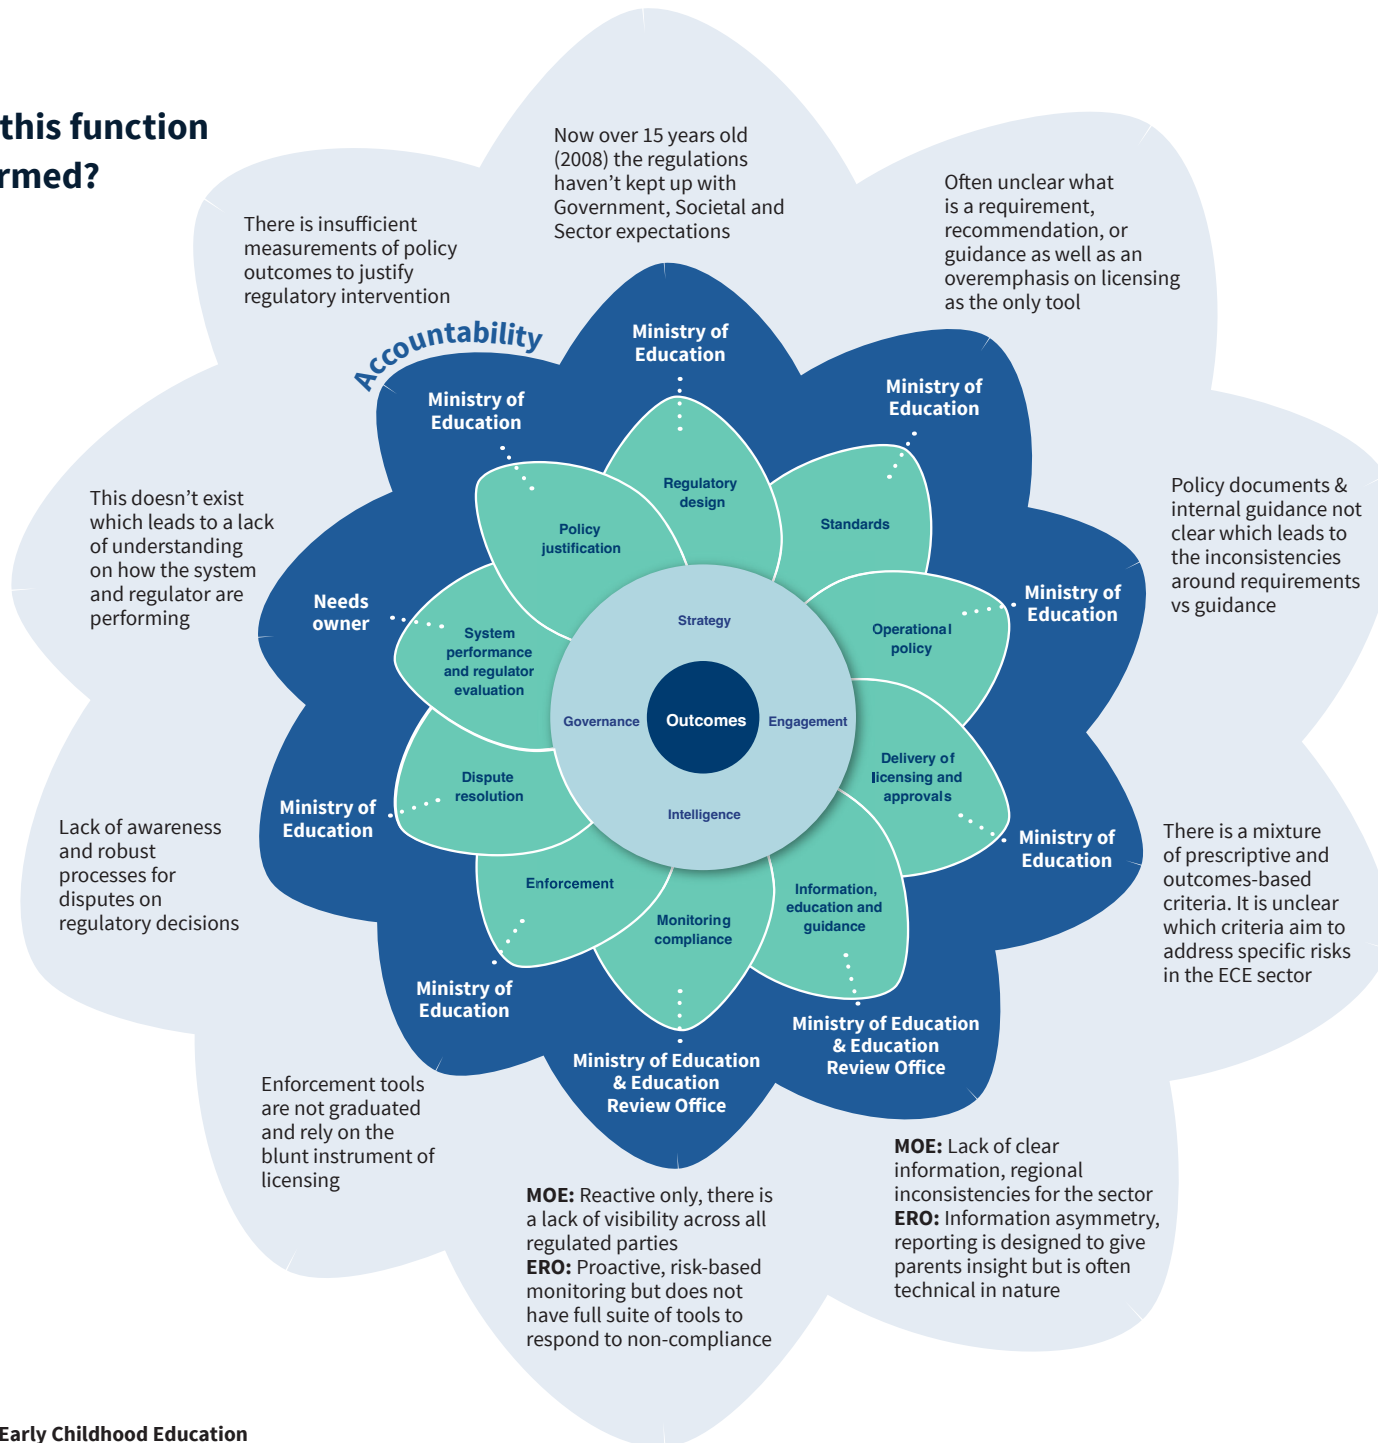 this function
rmed?
Now over 15 years old
(2008) the regulations
haven't kept up with
Government, Societal and
Sector expectations
Often unclear what
is a requirement,
recommendation, or
guidance as well as an
overemphasis on licensing
as the only tool
There is insufficient
measurements of policy
outcomes to justify
regulatory intervention
Accountability
Ministry of
Education
Ministry of
Education
Ministry of
Education
Regulatory
design
Standards
Policy
justification
Policy documents &
internal guidance not
clear which leads to
the inconsistencies
around requirements
vs guidance
This doesn't exist
which leads to a lack
of understanding
on how the system
and regulator are
performing
Needs
owner
Ministry of
Education
System
performance
and regulator
evaluation
Operational
policy
Strategy
Governance
Outcomes
Engagement
Intelligence
Dispute
resolution
Delivery of
licensing and
approvals
Ministry of
Education
Ministry of
Education
Lack of awareness
and robust
processes for
disputes on
regulatory decisions
There is a mixture
of prescriptive and
outcomes-based
criteria. It is unclear
which criteria aim to
address specific risks
in the ECE sector
Enforcement
Monitoring
compliance
Information,
education and
guidance
Ministry of
Education
Ministry of Education
& Education
Review Office
Ministry of Education
& Education
Review Office
Enforcement tools
are not graduated
and rely on the
blunt instrument of
licensing
MOE: Reactive only, there is
a lack of visibility across all
regulated parties
ERO: Proactive, risk-based
monitoring but does not
have full suite of tools to
respond to non-compliance
MOE: Lack of clear
information, regional
inconsistencies for the sector
ERO: Information asymmetry,
reporting is designed to give
parents insight but is often
technical in nature
Early Childhood Education